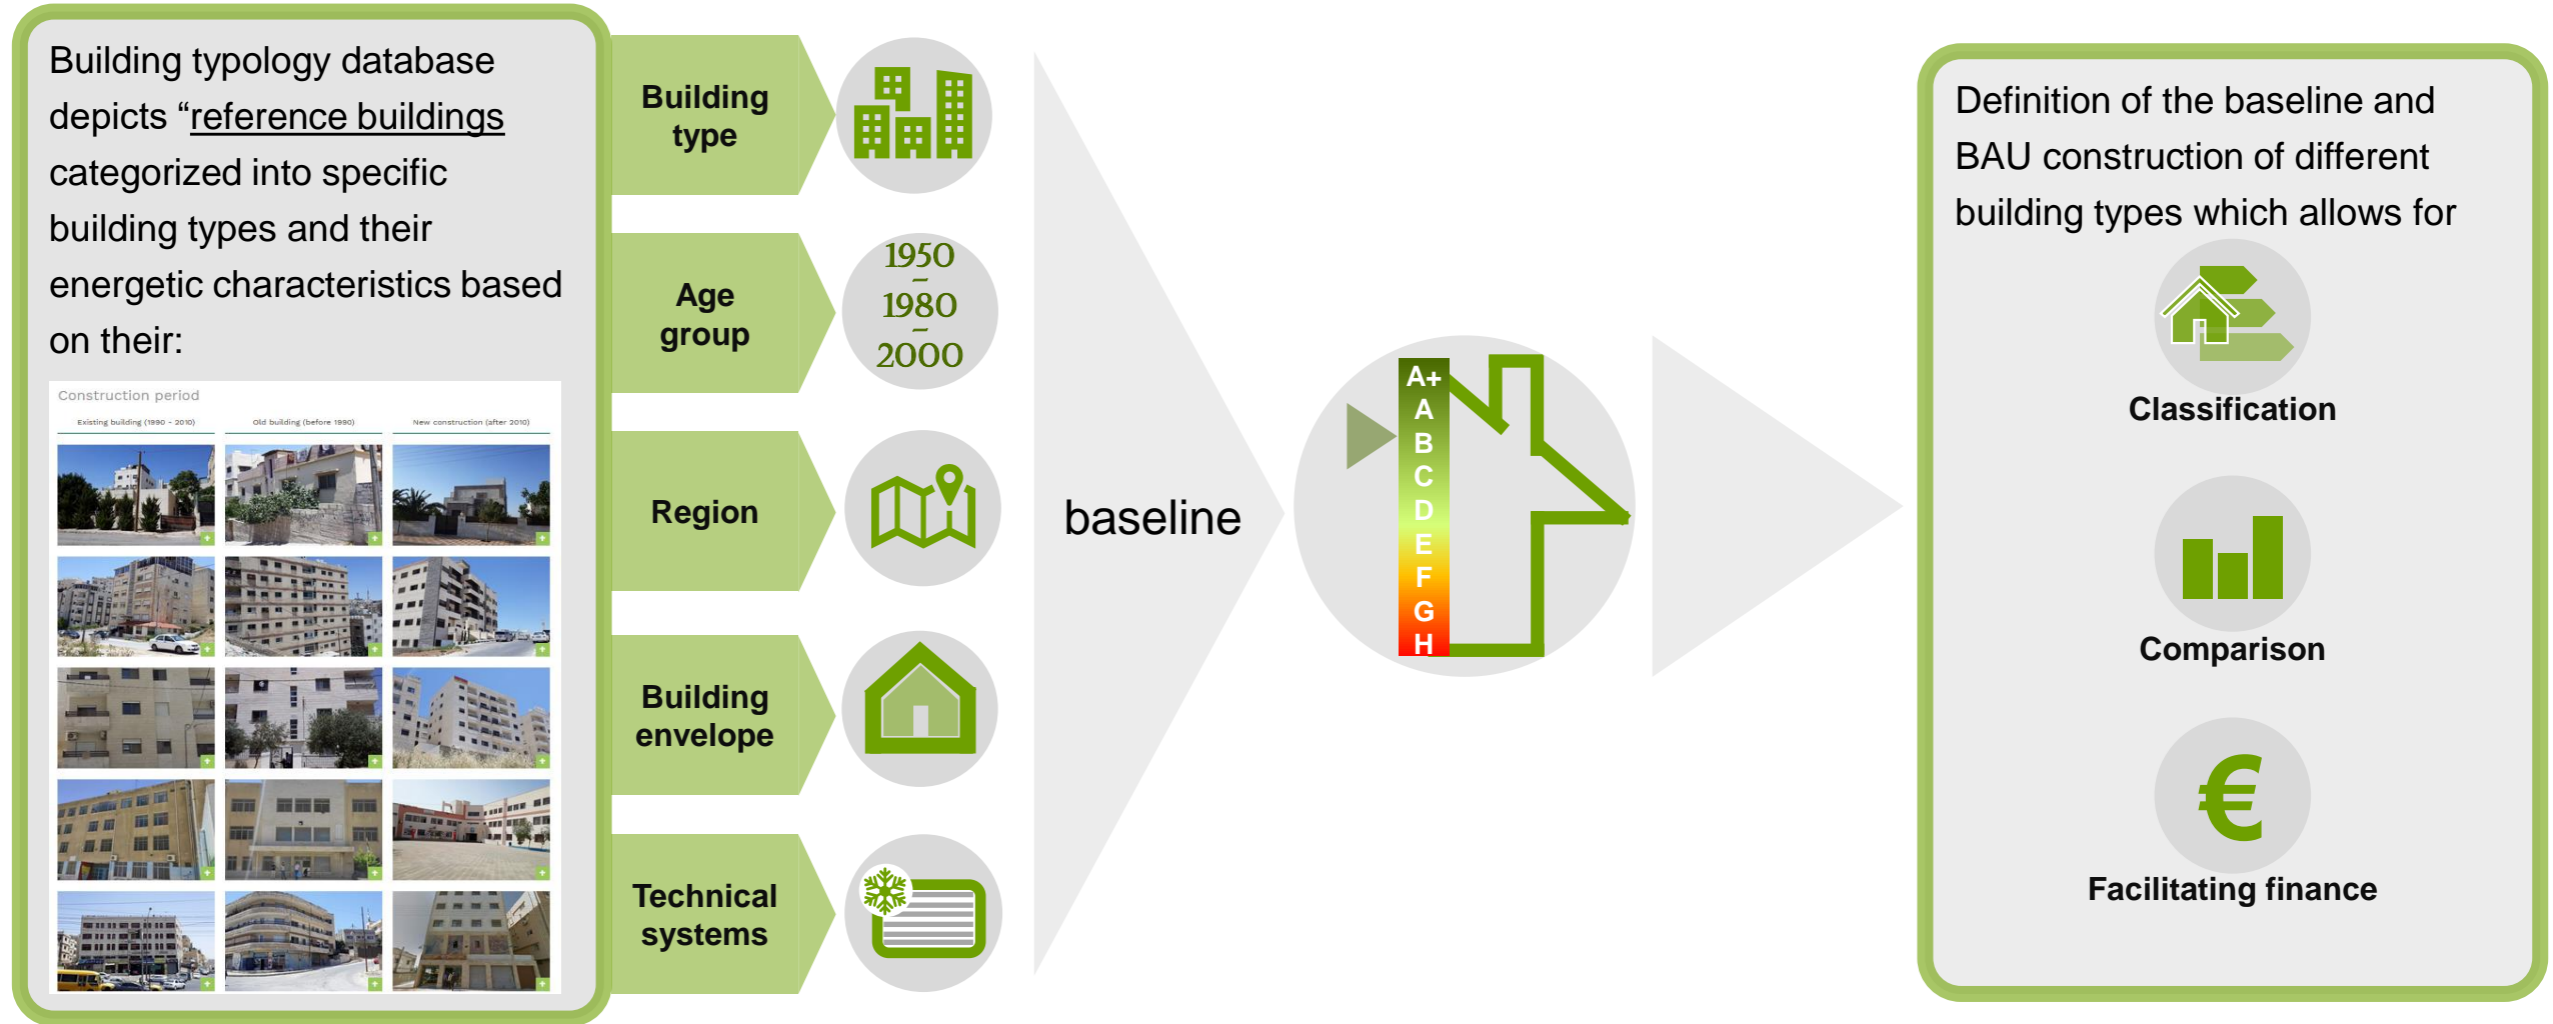 Building typology database
depicts “reference buildings
categorized into specific
building types and their
energetic characteristics based
on their:
Construction period
Existing building (1990 - 2010)
Old building (before 1990)
New construction (after 2010)
Building
type
Age
group
1950
–
1980
–
2000
Region
Building
envelope
Technical
systems
baseline
A+
A
B
C
D
E
F
G
H
Definition of the baseline and
BAU construction of different
building types which allows for
Classification
Comparison
€
Facilitating finance